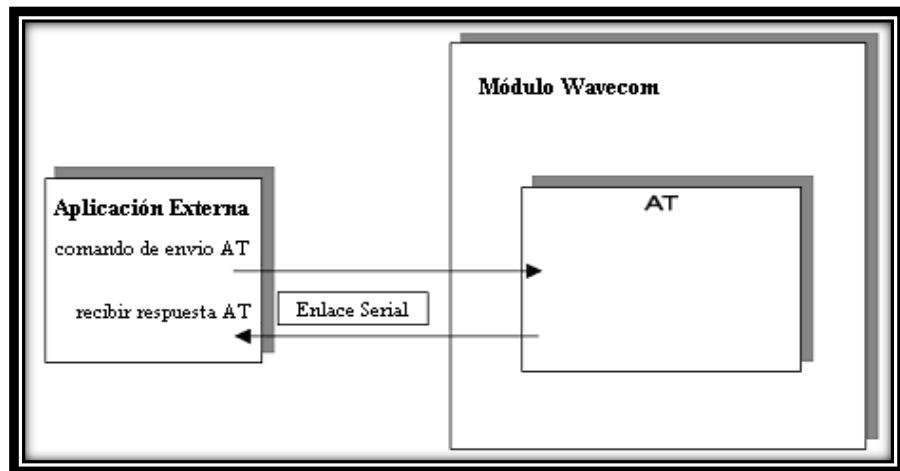 Módulo Wavecom
AT
Aplicación Externa
comando de envio AT
recibir respuesta AT
Enlace Serial